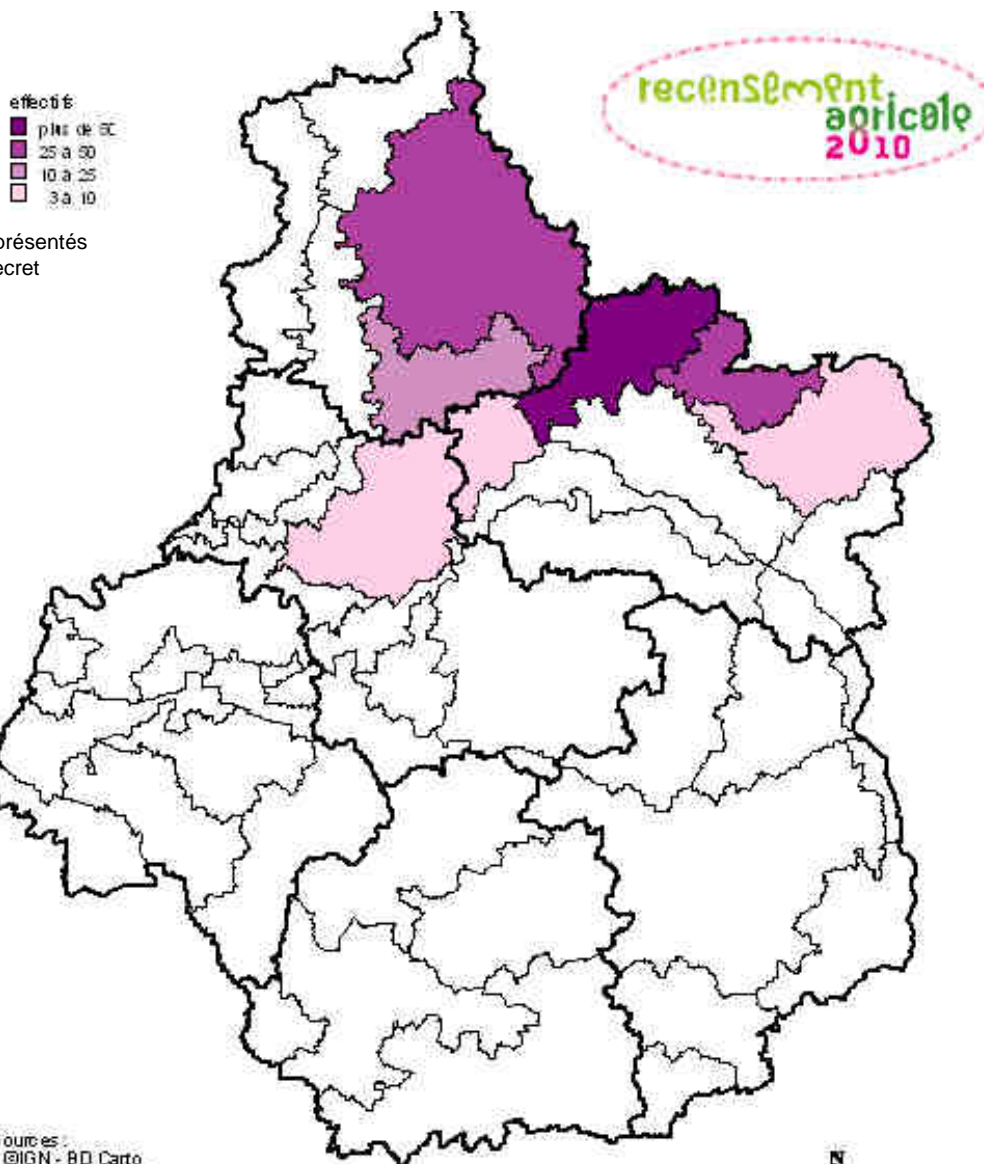 recensement
agricole
2010
effectifs
plus de 50
25 à 50
10 à 25
3 à 10
présentés
ecret
ources :
©IGN - BD Carto
N